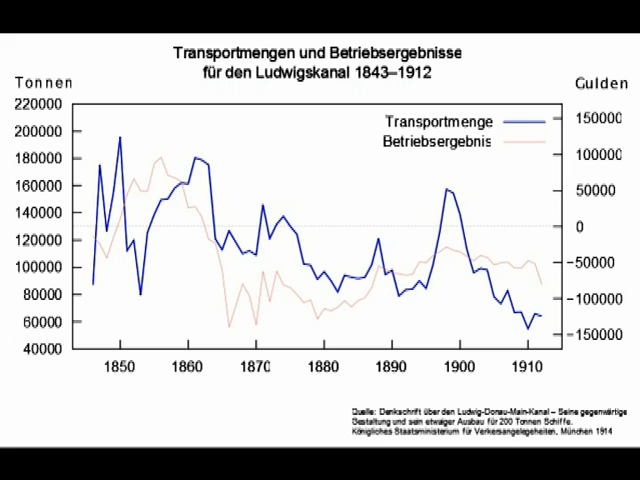 Transportmengen und Betriebsergebnisse
für den Ludwigskanal 1843–1912
Tonnen
Gulden
220000
200000
180000
160000
140000
120000
100000
80000
60000
40000
Transportmenge
Betriebsergebnis
150000
100000
50000
0
−50000
−100000
−150000
1850
1860
1870
1880
1890
1900
1910
Quelle: Denkschrift über den Ludwig-Donau-Main-Kanal – Seine gegenwärtige
Gestaltung und sein etwaiger Ausbau für 200 Tonnen Schiffe.
Königliches Staatsministerium für Verkersangelegeheiten, München 1914